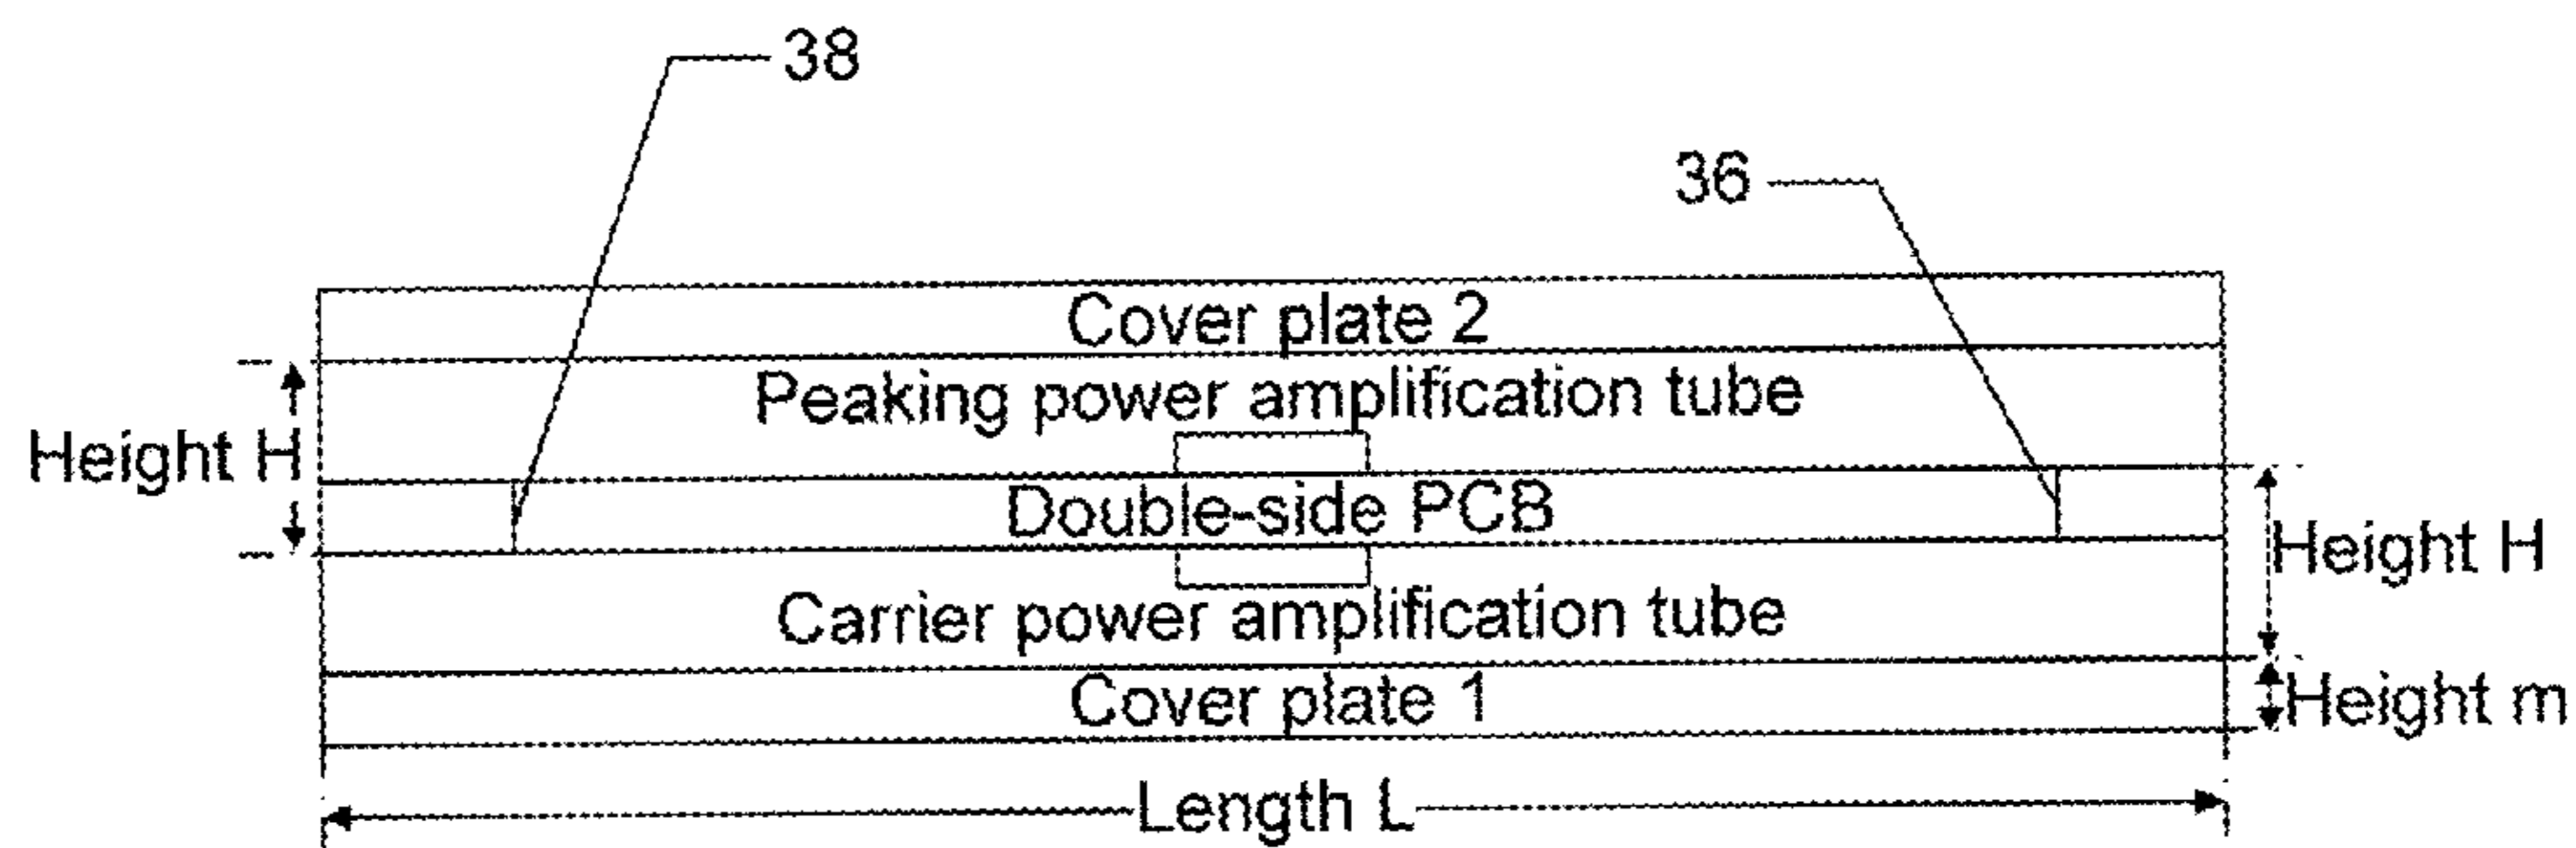 38
36
Cover plate 2
Peaking power amplification tube
Height H
Double-side PCB
Height H
Carrier power amplification tube
Cover plate 1
Height m
Length L